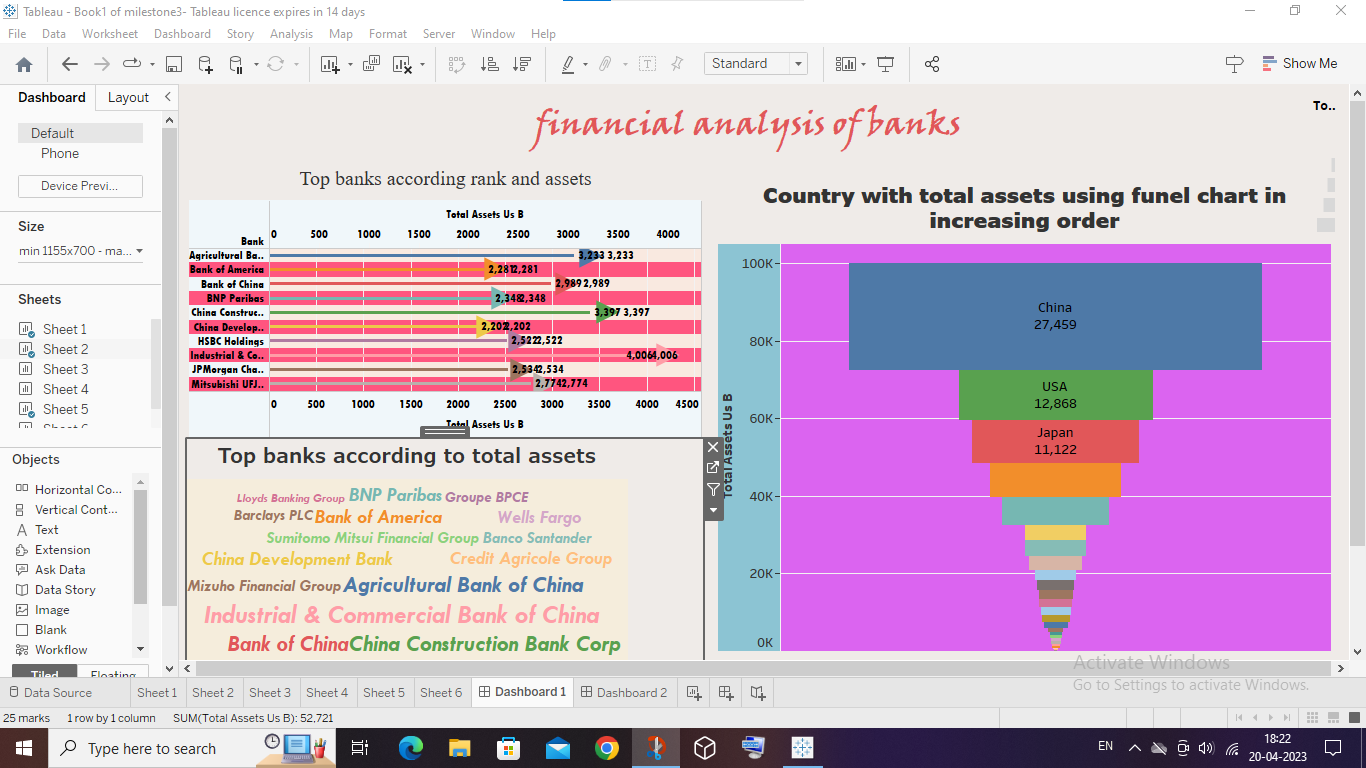 Tableau - Book1 of milestone3- Tableau licence expires in 14 days
File Data Worksheet Dashboard Story Analysis Map Format Server Window Help
Standard
Show Me
Dashboard Layout
Default
Phone
Device Previ...
Size
min 1155x700 - ma...
Sheets
Sheet 1
Sheet 2
Sheet 3
Sheet 4
Sheet 5
Objects
Horizontal Co...
Vertical Cont...
Text
Extension
Ask Data
Data Story
Image
Blank
Workflow
Tiled Floating
financial analysis of banks
To..
Top banks according rank and assets
Total Assets Us B
Bank
0 500 1000 1500 2000 2500 3000 3500 4000
Agricultural Ba.. 3,233 3,233
Bank of America 2,281 2,281
Bank of China 2,989 2,989
BNP Paribas 2,348 2,348
China Construc.. 3,397 3,397
China Develop.. 2,202 2,202
HSBC Holdings 2,522 2,522
Industrial & Co.. 4,006 4,006
JPMorgan Cha.. 2,534 2,534
Mitsubishi UFJ.. 2,774 2,774
0 500 1000 1500 2000 2500 3000 3500 4000 4500
Total Assets Us B
Top banks according to total assets
Lloyds Banking Group BNP Paribas Groupe BPCE
Barclays PLC Bank of America Wells Fargo
Sumitomo Mitsui Financial Group Banco Santander
China Development Bank Credit Agricole Group
Mizuho Financial Group Agricultural Bank of China
Industrial & Commercial Bank of China
Bank of China China Construction Bank Corp
Country with total assets using funel chart in
increasing order
Total Assets Us B
100K
80K
60K
40K
20K
0K
China
27,459
USA
12,868
Japan
11,122
Activate Windows
Go to Settings to activate Windows.
Data Source Sheet 1 Sheet 2 Sheet 3 Sheet 4 Sheet 5 Sheet 6 Dashboard 1 Dashboard 2
25 marks 1 row by 1 column SUM(Total Assets Us B): 52,721
Type here to search
EN
18:22
20-04-2023